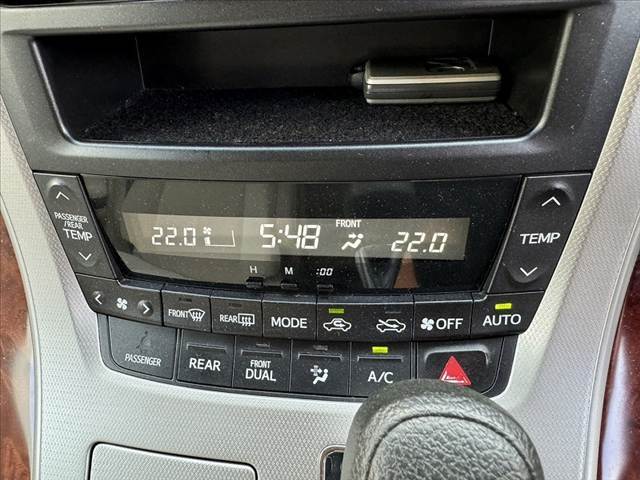 PASSENGER
/REAR
TEMP
22.0 5:48 FRONT 22.0
TEMP
H M :00
FRONT REAR MODE OFF AUTO
PASSENGER REAR FRONT
DUAL A/C